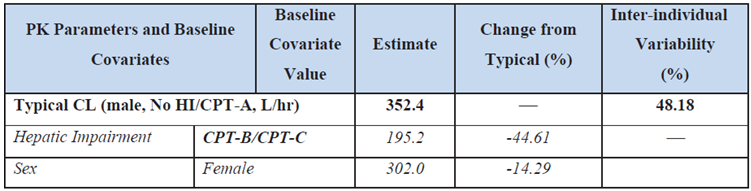 PK Parameters and Baseline Covariates
Baseline Covariate Value
Estimate
Change from Typical (%)
Inter-individual Variability (%)
Typical CL (male, No HI/CPT-A, L/hr) 352.4 — 48.18
Hepatic Impairment CPT-B/CPT-C 195.2 -44.61 —
Sex Female 302.0 -14.29